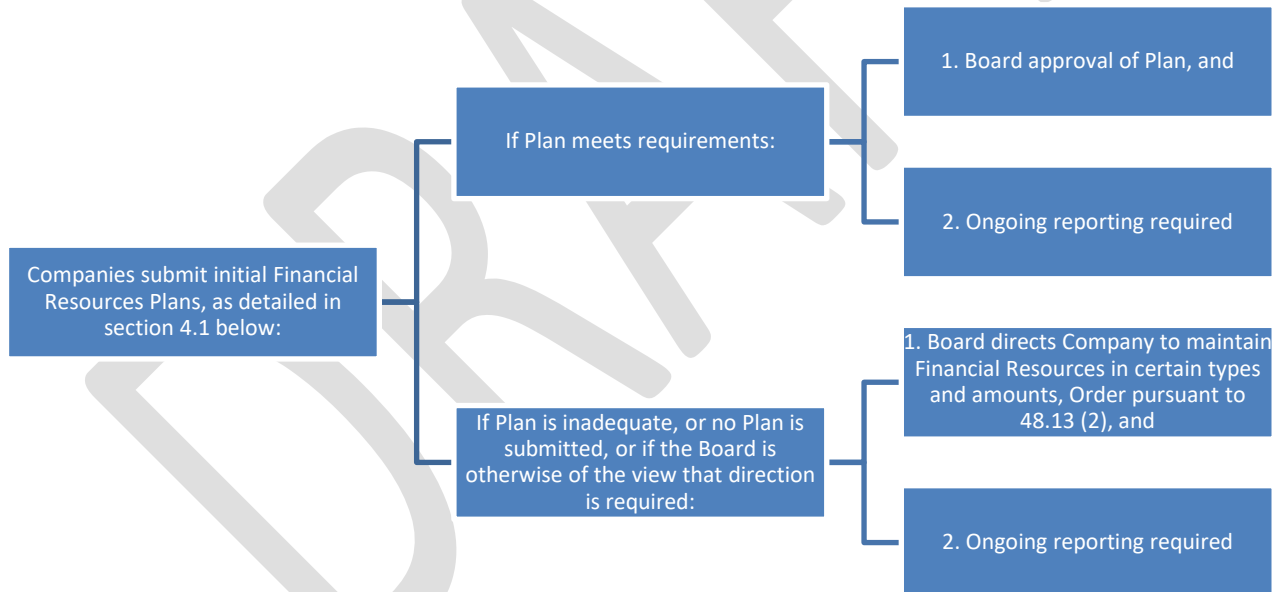 1. Board approval of Plan, and
If Plan meets requirements:
2. Ongoing reporting required
Companies submit initial Financial
Resources Plans, as detailed in
section 4.1 below:
1. Board directs Company to maintain
Financial Resources in certain types
and amounts, Order pursuant to
48.13 (2), and
If Plan is inadequate, or no Plan is
submitted, or if the Board is
otherwise of the view that direction
is required:
2. Ongoing reporting required